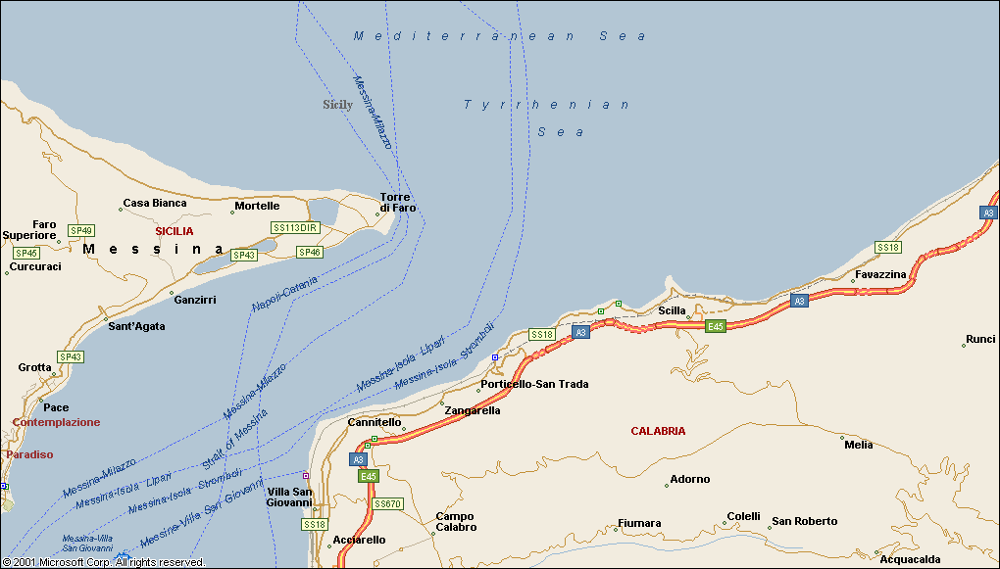 Mediterranean Sea
Messina-Milazzo
Sicily
Tyrrhenian
Sea
Torre
di Faro
Casa Bianca
Mortelle
A3
Faro
Superiore
SP49
SICILIA
SS113DIR
Messina
SP45
SP43
SP46
SS18
Curcuraci
Favazzina
Ganzirri
Napoli-Catania
A3
Scilla
Sant'Agata
E45
SS18
A3
Runci
Messina-Isola Lipari
Messina-Isola Stromboli
SP43
Grotta
Messina-Milazzo
Porticello-San Trada
Pace
Zangarella
Contemplazione
Strait of Messina
Cannitello
CALABRIA
Melia
Paradiso
A3
Messina-Milazzo
E45
Messina-Isola Lipari
Messina-Isola Stromboli
Adorno
Villa San
Giovanni
Messina-Villa San Giovanni
SS670
Campo
Calabro
Colelli
San Roberto
SS18
Fiumara
Messina-Villa
San Giovanni
Acciarello
Acquacalda
© 2001 Microsoft Corp. All rights reserved.